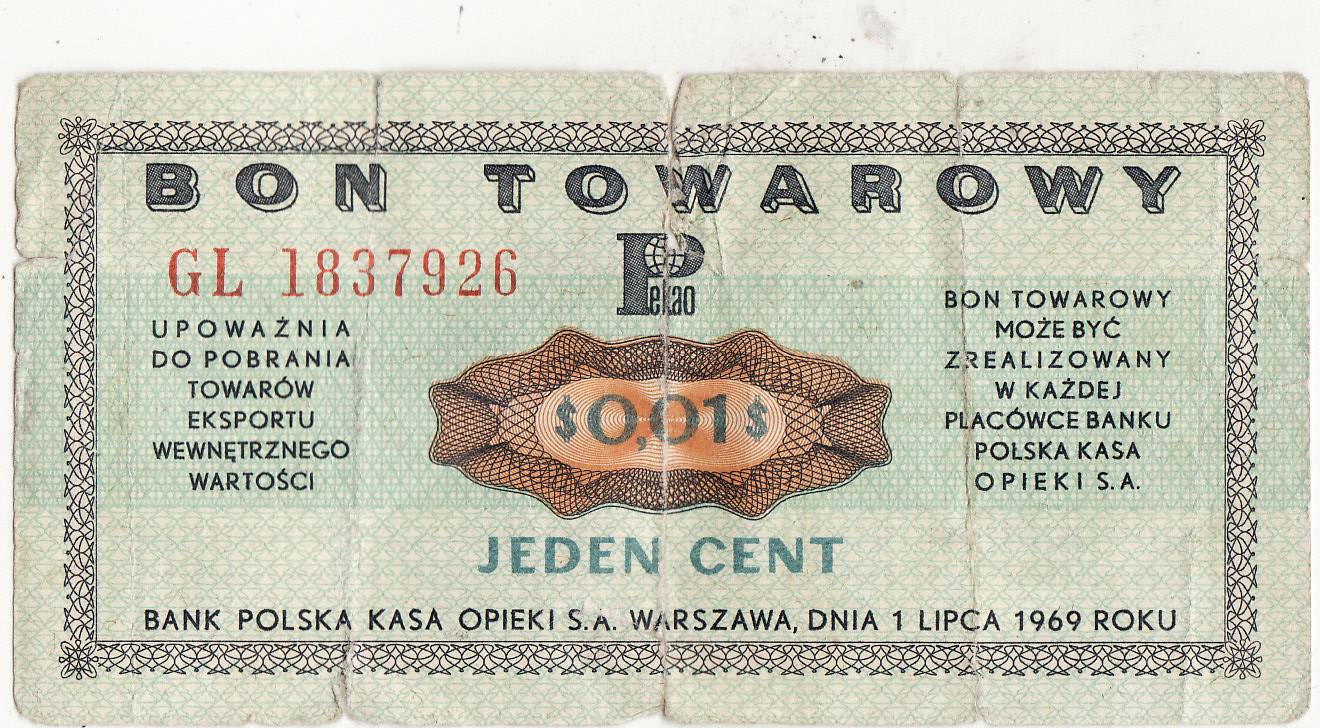 BON TOWAROWY
GL 1837926
Pekao
UPOWAŻNIA
DO POBRANIA
TOWARÓW
EKSPORTU
WEWNĘTRZNEGO
WARTOŚCI
$0,01$
BON TOWAROWY
MOŻE BYĆ
ZREALIZOWANY
W KAŻDEJ
PLACÓWCE BANKU
POLSKA KASA
OPIEKI S.A.
JEDEN CENT
BANK POLSKA KASA OPIEKI S.A. WARSZAWA, DNIA 1 LIPCA 1969 ROKU